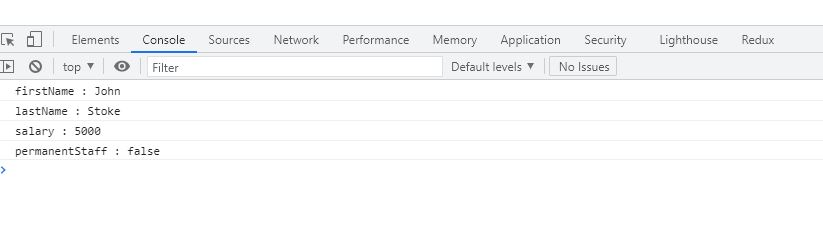 Elements Console Sources Network Performance Memory Application Security Lighthouse Redux
top ▼ Filter Default levels ▼ No Issues
firstName : John
lastName : Stoke
salary : 5000
permanentStaff : false